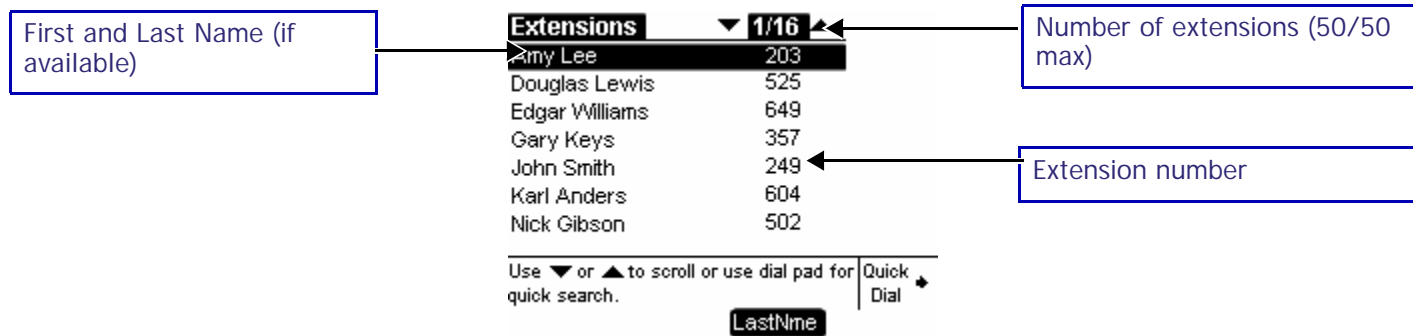 First and Last Name (if
available)
Extensions ▼ 1/16 ▲
Amy Lee 203
Douglas Lewis 525
Edgar Williams 649
Gary Keys 357
John Smith 249
Karl Anders 604
Nick Gibson 502
Use ▼ or ▲ to scroll or use dial pad for
quick search.
Quick
Dial
LastNme
Number of extensions (50/50
max)
Extension number